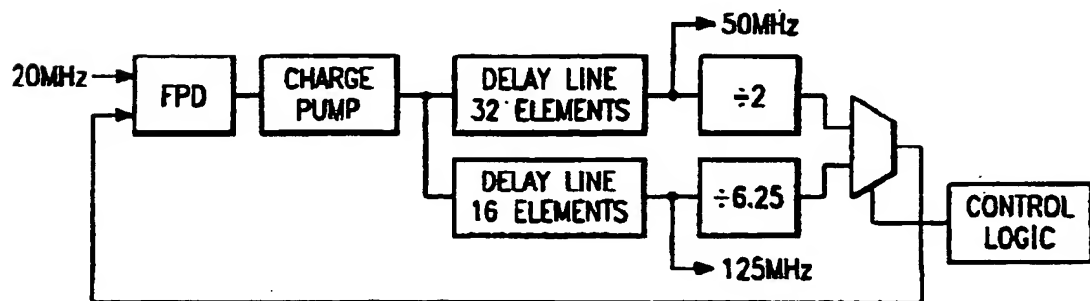 50MHz
20MHz
FPD
CHARGE
PUMP
DELAY LINE
32 ELEMENTS
÷2
DELAY LINE
16 ELEMENTS
÷6.25
CONTROL
LOGIC
125MHz